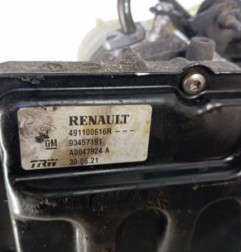 RENAULT
491100616R---
GM 93457191
A0047924 A
TRW 30.05.21